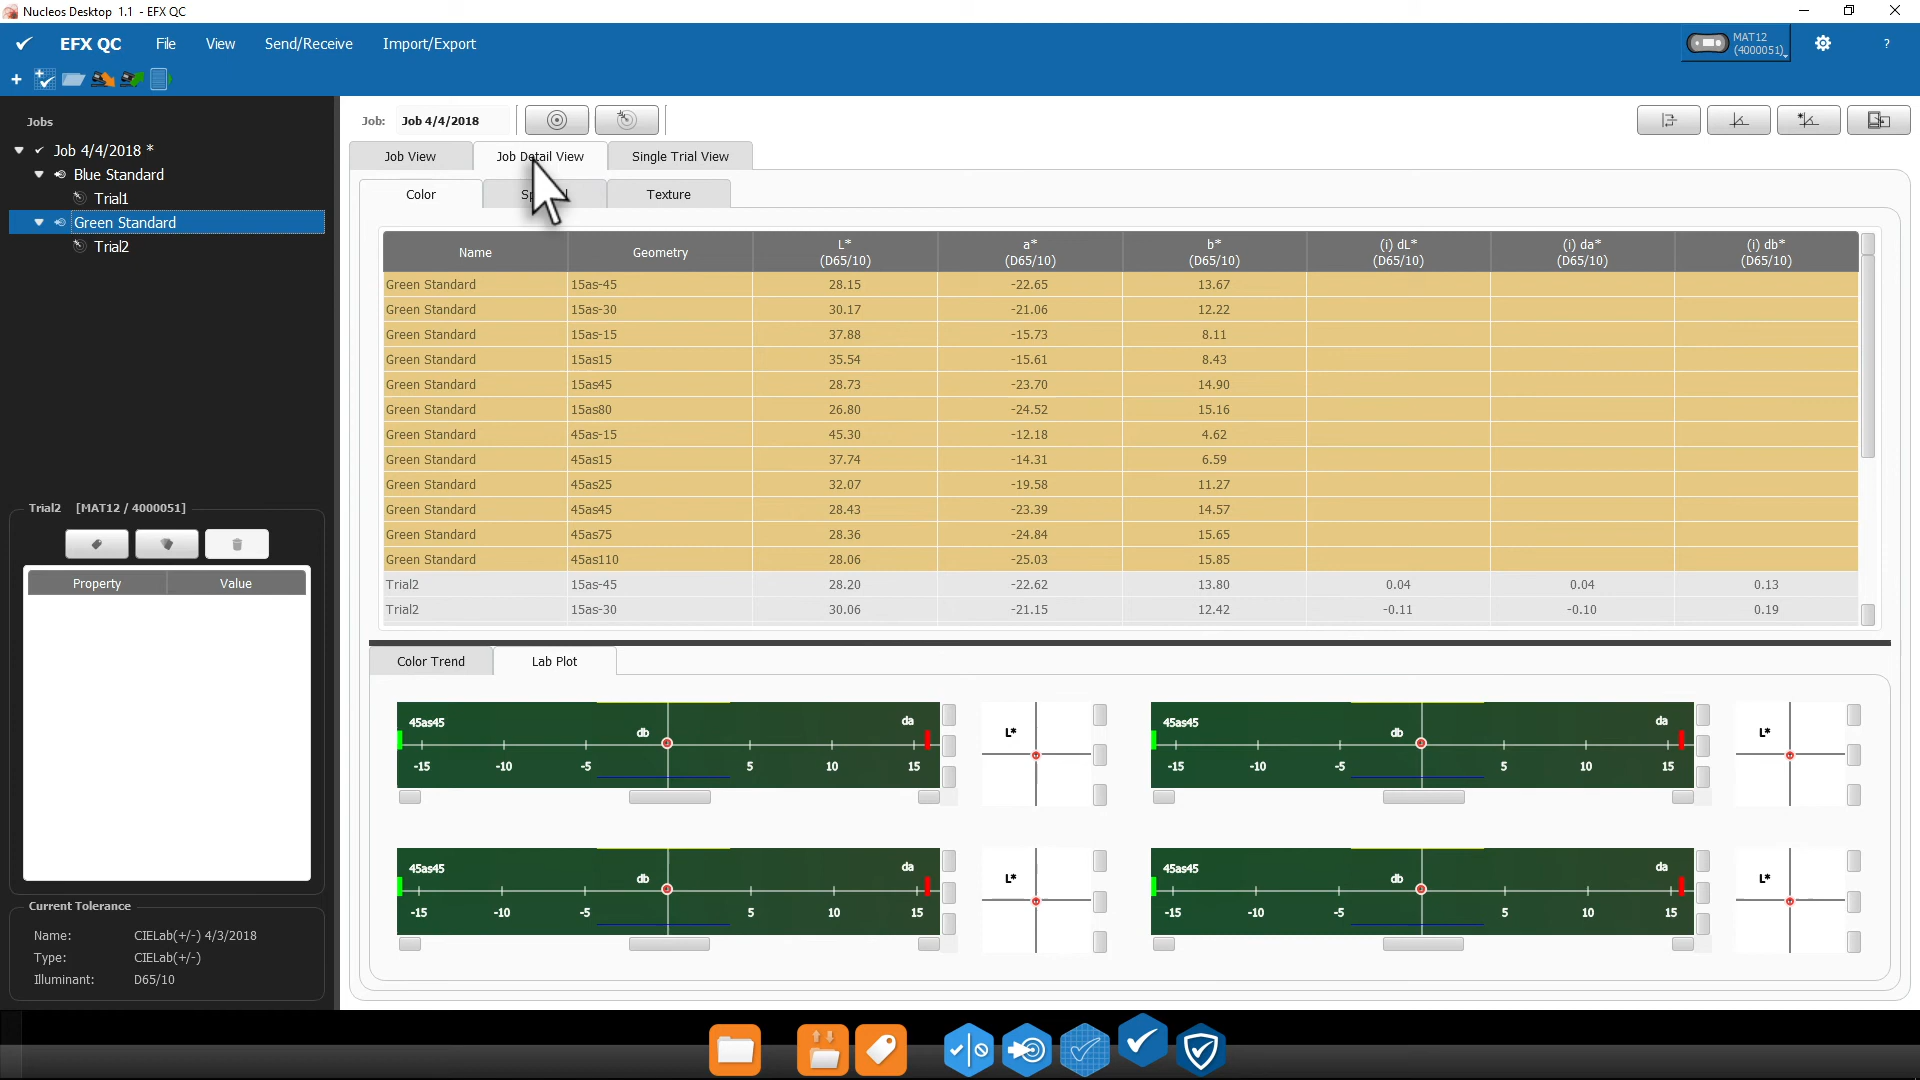 Nucleos Desktop 1.1 - EFX QC
EFX QC File View Send/Receive Import/Export
MAT12
(4000051)
?
Jobs
Job: Job 4/4/2018
Job 4/4/2018 *
Blue Standard
Trial1
Green Standard
Trial2
Job View Job Detail View Single Trial View
Color Texture
Name Geometry L* (D65/10) a* (D65/10) b* (D65/10) (i) dL* (D65/10) (i) da* (D65/10) (i) db* (D65/10)
Green Standard 15as-45 28.15 -22.65 13.67
Green Standard 15as-30 30.17 -21.06 12.22
Green Standard 15as-15 37.88 -15.73 8.11
Green Standard 15as15 35.54 -15.61 8.43
Green Standard 15as45 28.73 -23.70 14.90
Green Standard 15as80 26.80 -24.52 15.16
Green Standard 45as-15 45.30 -12.18 4.62
Green Standard 45as15 37.74 -14.31 6.59
Green Standard 45as25 32.07 -19.58 11.27
Green Standard 45as45 28.43 -23.39 14.57
Green Standard 45as75 28.36 -24.84 15.65
Green Standard 45as110 28.06 -25.03 15.85
Trial2 15as-45 28.20 -22.62 13.80 0.04 0.04 0.13
Trial2 15as-30 30.06 -21.15 12.42 -0.11 -0.10 0.19
Trial2 [MAT12 / 4000051]
Property Value
Current Tolerance
Name: CIELab(+/-) 4/3/2018
Type: CIELab(+/-)
Illuminant: D65/10
Color Trend Lab Plot
45as45 db da
-15 -10 -5 5 10 15
L*
45as45 db da
-15 -10 -5 5 10 15
L*
45as45 db da
-15 -10 -5 5 10 15
L*
45as45 db da
-15 -10 -5 5 10 15
L*